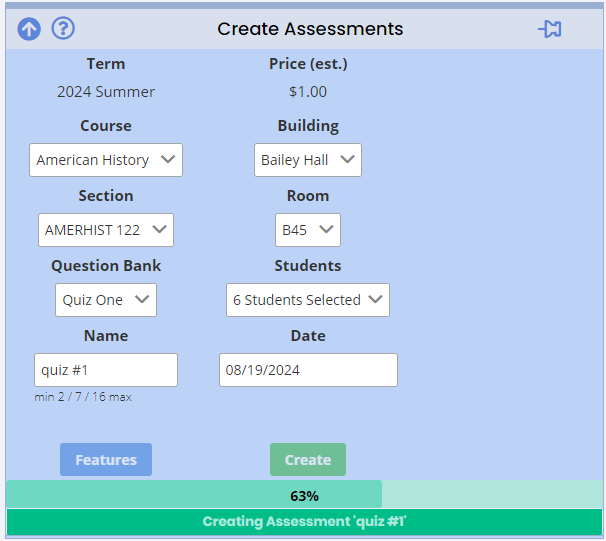 ?
Create Assessments
Term
Price (est.)
2024 Summer
$1.00
Course
Building
American History
Bailey Hall
Section
Room
AMERHIST 122
B45
Question Bank
Students
Quiz One
6 Students Selected
Name
Date
quiz #1
08/19/2024
min 2 / 7 / 16 max
Features
Create
63%
Creating Assessment 'quiz #1'